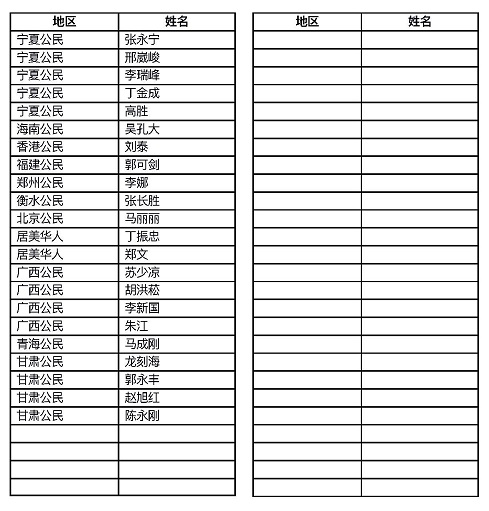 地区 姓名 地区 姓名
宁夏公民 张永宁
宁夏公民 邢崴峻
宁夏公民 李瑞峰
宁夏公民 丁金成
宁夏公民 高胜
海南公民 吴孔大
香港公民 刘泰
福建公民 郭可剑
郑州公民 李娜
衡水公民 张长胜
北京公民 马丽丽
居美华人 丁振忠
居美华人 郑文
广西公民 苏少凉
广西公民 胡洪菘
广西公民 李新国
广西公民 朱江
青海公民 马成刚
甘肃公民 龙刻海
甘肃公民 郭永丰
甘肃公民 赵旭红
甘肃公民 陈永刚